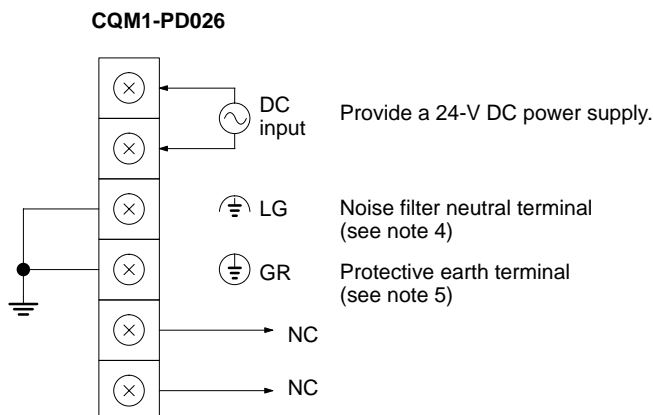 CQM1-PD026
DC
input
Provide a 24-V DC power supply.
LG
Noise filter neutral terminal
(see note 4)
GR
Protective earth terminal
(see note 5)
NC
NC